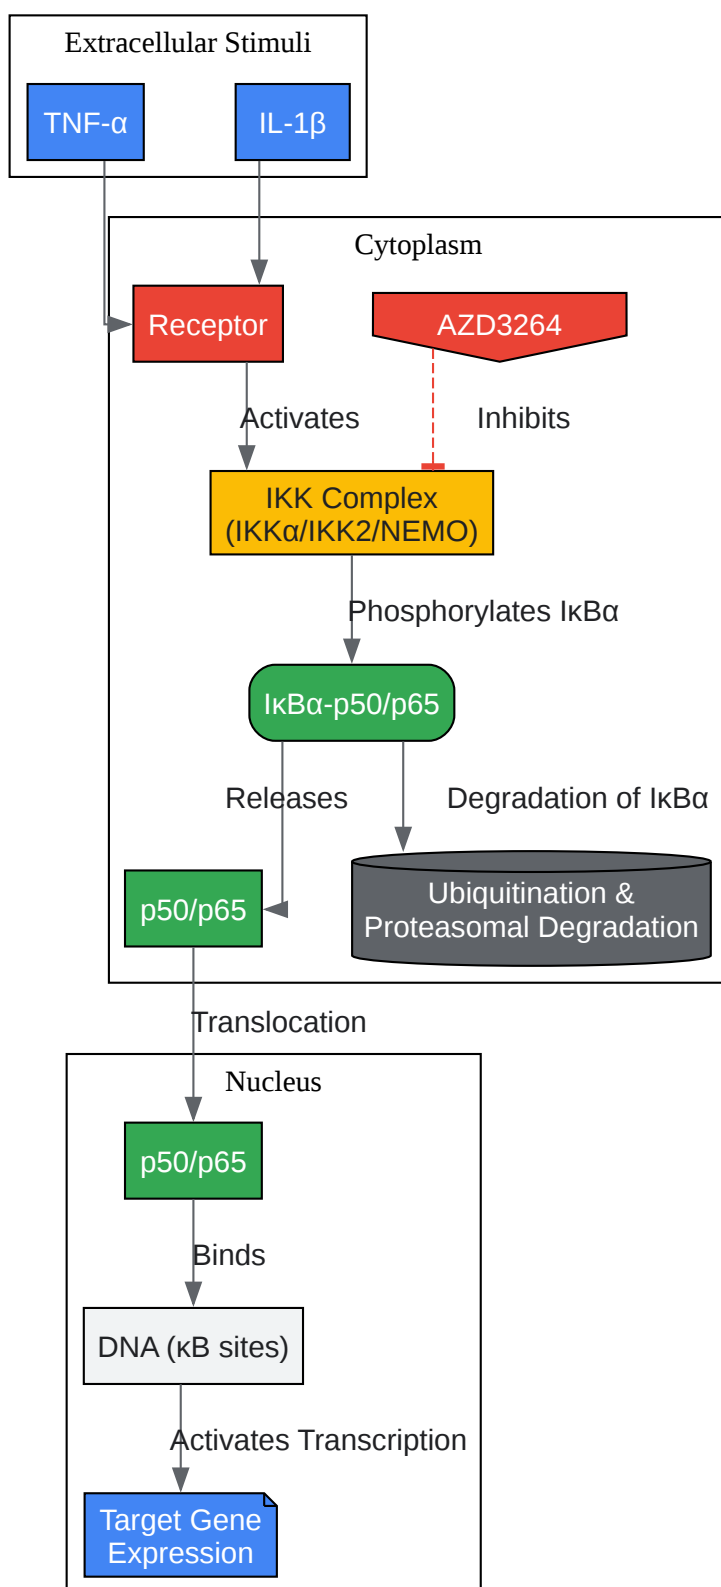 Extracellular Stimuli
TNF-α
IL-1β
Cytoplasm
Receptor
AZD3264
Activates
Inhibits
IKK Complex
(IKKα/IKK2/NEMO)
Phosphorylates IκBα
IκBα-p50/p65
Releases
Degradation of IκBα
p50/p65
Ubiquitination &
Proteasomal Degradation
Translocation
Nucleus
p50/p65
Binds
DNA (κB sites)
Activates Transcription
Target Gene
Expression